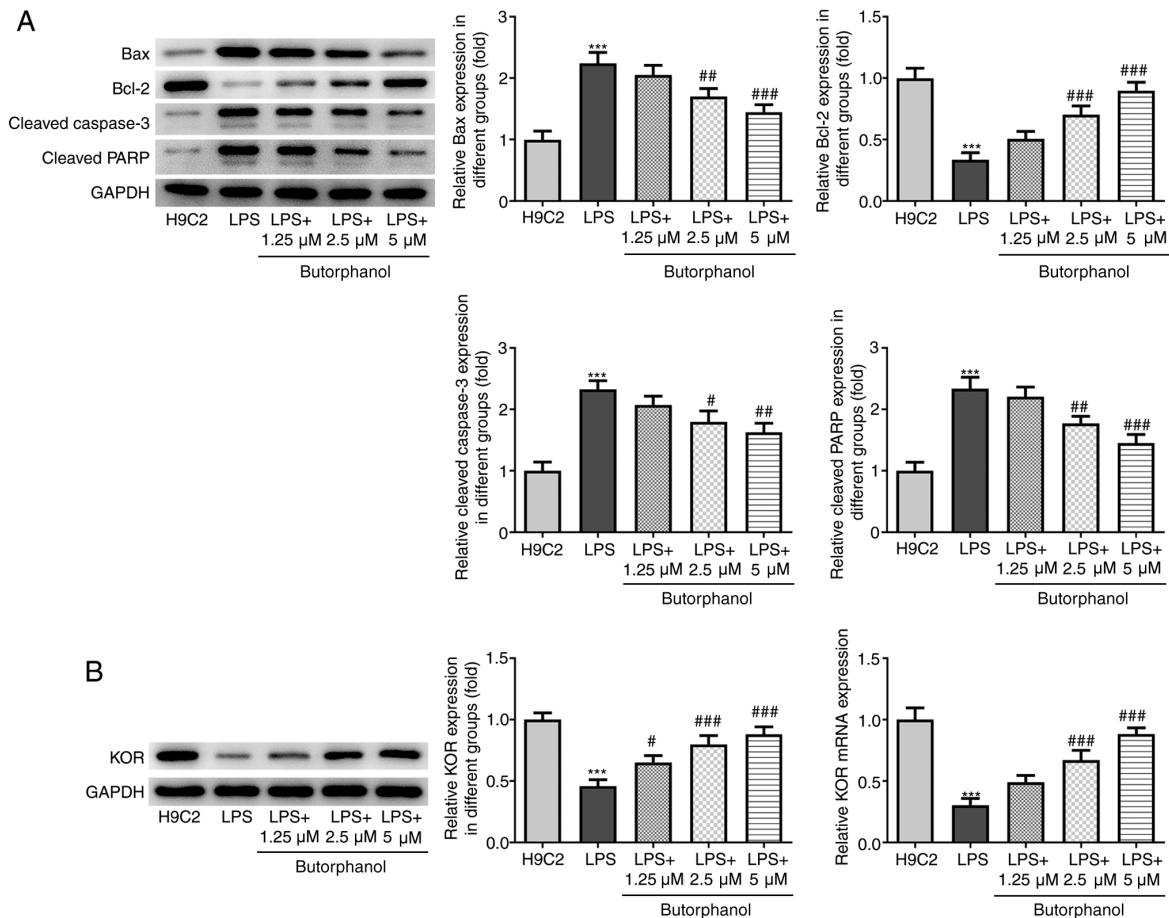 A
Bax
Bcl-2
Cleaved caspase-3
Cleaved PARP
GAPDH
H9C2 LPS LPS+ LPS+ LPS+
1.25 µM 2.5 µM 5 µM
Butorphanol
Relative Bax expression in
different groups (fold)
3
2
1
0
***
##
###
H9C2 LPS LPS+ LPS+ LPS+
1.25 µM 2.5 µM 5 µM
Butorphanol
Relative Bcl-2 expression in
different groups (fold)
1.5
1.0
0.5
0.0
***
###
###
H9C2 LPS LPS+ LPS+ LPS+
1.25 µM 2.5 µM 5 µM
Butorphanol
Relative cleaved caspase-3 expression
in different groups (fold)
3
2
1
0
***
#
##
H9C2 LPS LPS+ LPS+ LPS+
1.25 µM 2.5 µM 5 µM
Butorphanol
Relative cleaved PARP expression in
different groups (fold)
3
2
1
0
***
##
###
H9C2 LPS LPS+ LPS+ LPS+
1.25 µM 2.5 µM 5 µM
Butorphanol
B
KOR
GAPDH
H9C2 LPS LPS+ LPS+ LPS+
1.25 µM 2.5 µM 5 µM
Butorphanol
Relative KOR expression
in different groups (fold)
1.5
1.0
0.5
0.0
***
#
###
###
H9C2 LPS LPS+ LPS+ LPS+
1.25 µM 2.5 µM 5 µM
Butorphanol
Relative KOR mRNA expression
1.5
1.0
0.5
0.0
***
###
###
H9C2 LPS LPS+ LPS+ LPS+
1.25 µM 2.5 µM 5 µM
Butorphanol